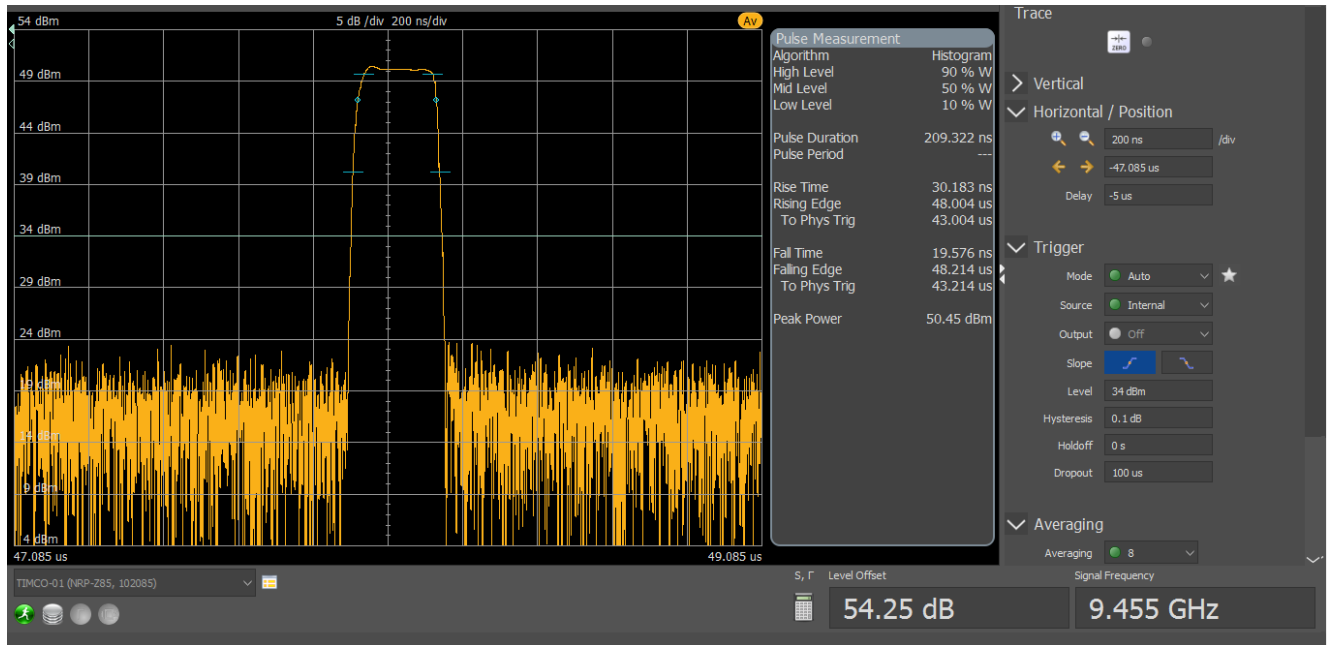 54 dBm
5 dB /div 200 ns/div
Av
49 dBm
44 dBm
39 dBm
34 dBm
29 dBm
24 dBm
19 dBm
14 dBm
9 dBm
4 dBm
47.085 us
49.085 us
Pulse Measurement
Algorithm Histogram
High Level 90 % W
Mid Level 50 % W
Low Level 10 % W
Pulse Duration 209.322 ns
Pulse Period ---
Rise Time 30.183 ns
Rising Edge 48.004 us
To Phys Trig 43.004 us
Fall Time 19.576 ns
Falling Edge 48.214 us
To Phys Trig 43.214 us
Peak Power 50.45 dBm
Trace
ZERO
Vertical
Horizontal / Position
200 ns /div
-47.085 us
Delay -5 us
Trigger
Mode Auto
Source Internal
Output Off
Slope
Level 34 dBm
Hysteresis 0.1 dB
Holdoff 0 s
Dropout 100 us
Averaging
Averaging 8
TIMCO-01 (NRP-Z85, 102085)
S, Γ Level Offset
54.25 dB
Signal Frequency
9.455 GHz